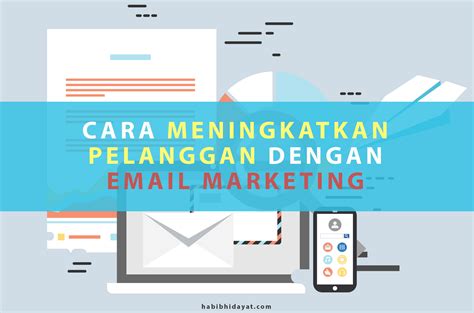 CARA MENINGKATKAN
PELANGGAN DENGAN
EMAIL MARKETING
habibhidayat.com